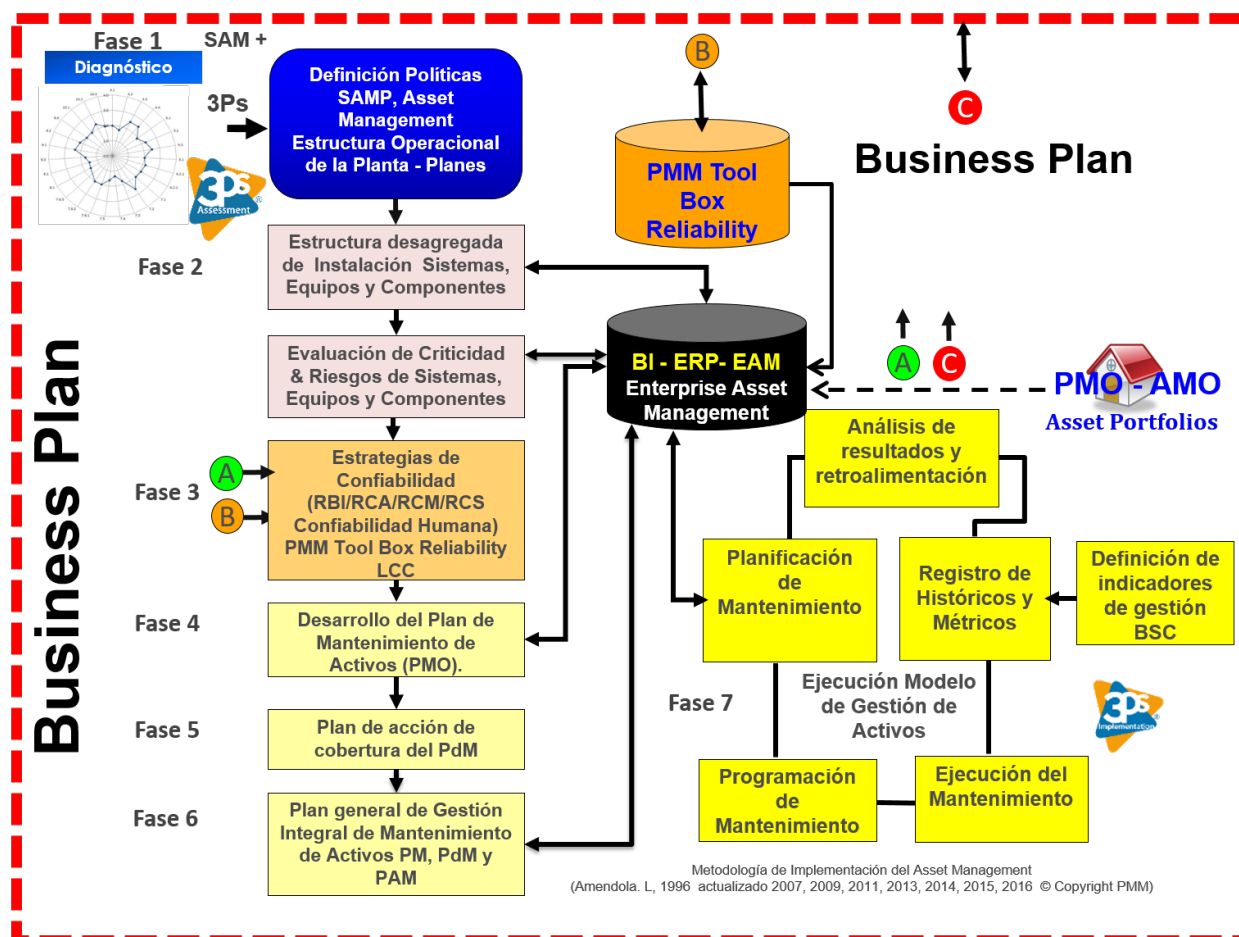 Fase 1
SAM +
Diagnóstico
3Ps
3Ps
Assessment
®
Definición Políticas
SAMP, Asset
Management
Estructura Operacional
de la Planta - Planes
B
PMM Tool
Box
Reliability
C
Business Plan
Business Plan
Fase 2
Estructura desagregada
de Instalación Sistemas,
Equipos y Componentes
Evaluación de Criticidad
& Riesgos de Sistemas,
Equipos y Componentes
BI - ERP- EAM
Enterprise Asset
Management
A
C
PMO - AMO
Asset Portfolios
Fase 3
A
B
Estrategias de
Confiabilidad
(RBI/RCA/RCM/RCS
Confiabilidad Humana)
PMM Tool Box Reliability
LCC
Fase 4
Desarrollo del Plan de
Mantenimiento de
Activos (PMO).
Fase 5
Plan de acción de
cobertura del PdM
Fase 6
Plan general de Gestión
Integral de Mantenimiento
de Activos PM, PdM y
PAM
Análisis de
resultados y
retroalimentación
Planificación
de
Mantenimiento
Registro de
Históricos y
Métricos
Definición de
indicadores
de gestión
BSC
Fase 7
Ejecución Modelo
de Gestión de
Activos
3Ps
Implementation
®
Programación
de
Mantenimiento
Ejecución del
Mantenimiento
Metodología de Implementación del Asset Management
(Amendola. L, 1996 actualizado 2007, 2009, 2011, 2013, 2014, 2015, 2016 © Copyright PMM)